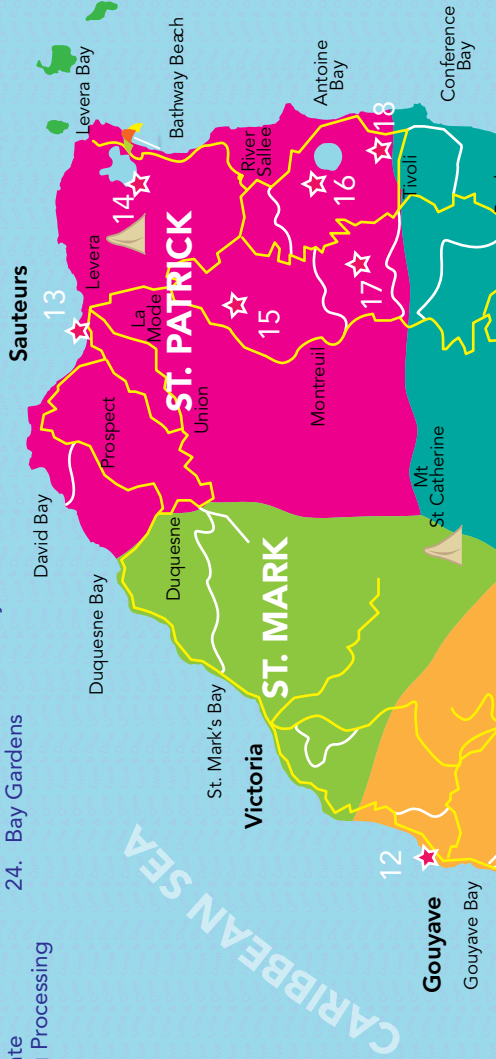 24. Bay Gardens
Processing
Sauteurs
13
Levera Bay
Bathway Beach
Levera
14
David Bay
Prospect
La
Mode
ST. PATRICK
Union
River
Sallee
Antoine
Bay
Conference
Bay
15
16
17
18
Tivoli
Montreuil
Duquesne Bay
Duquesne
Mt
St Catherine
ST. MARK
St. Mark's Bay
Victoria
12
Gouyave
Gouyave Bay
CARIBBEAN SEA